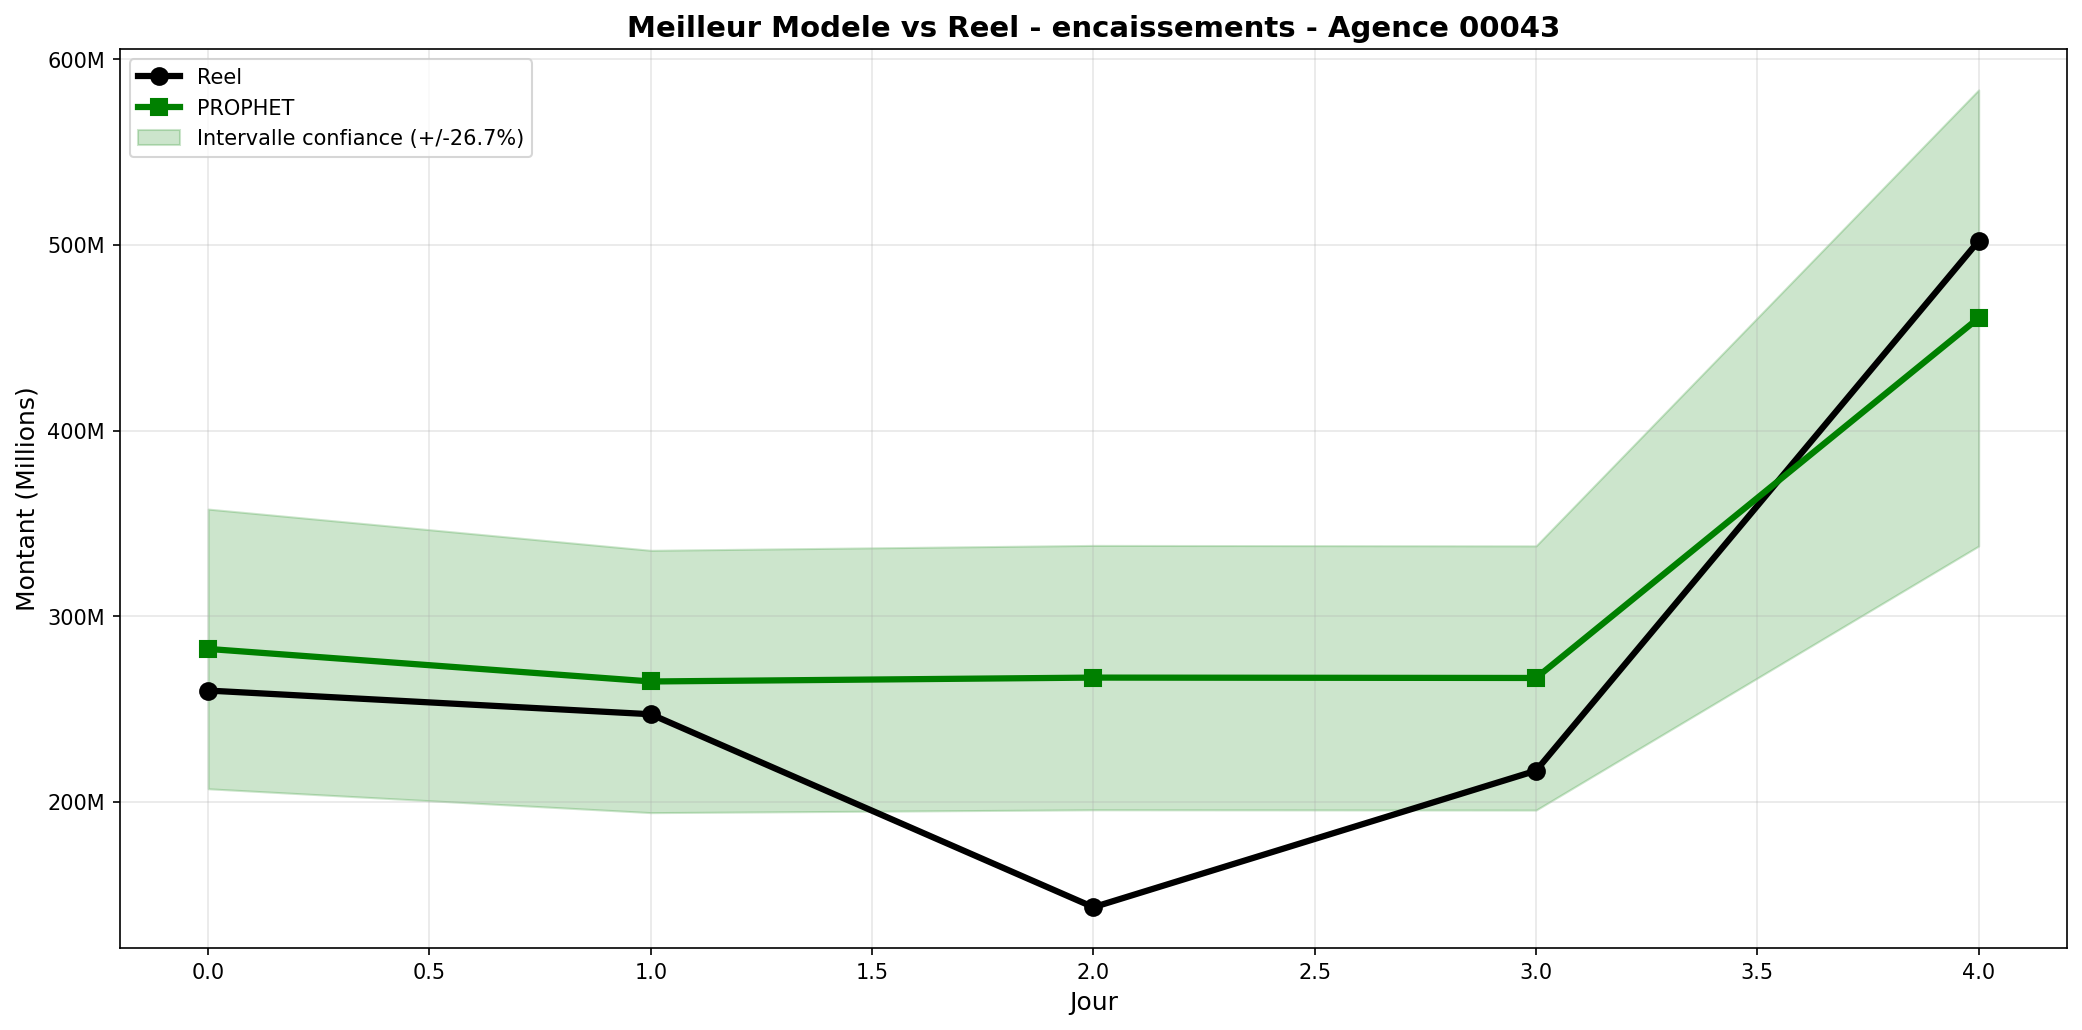 Meilleur Modele vs Reel - encaissements - Agence 00043
Reel
PROPHET
Intervalle confiance (+/-26.7%)
600M
500M
400M
300M
200M
Montant (Millions)
0.0 0.5 1.0 1.5 2.0 2.5 3.0 3.5 4.0
Jour